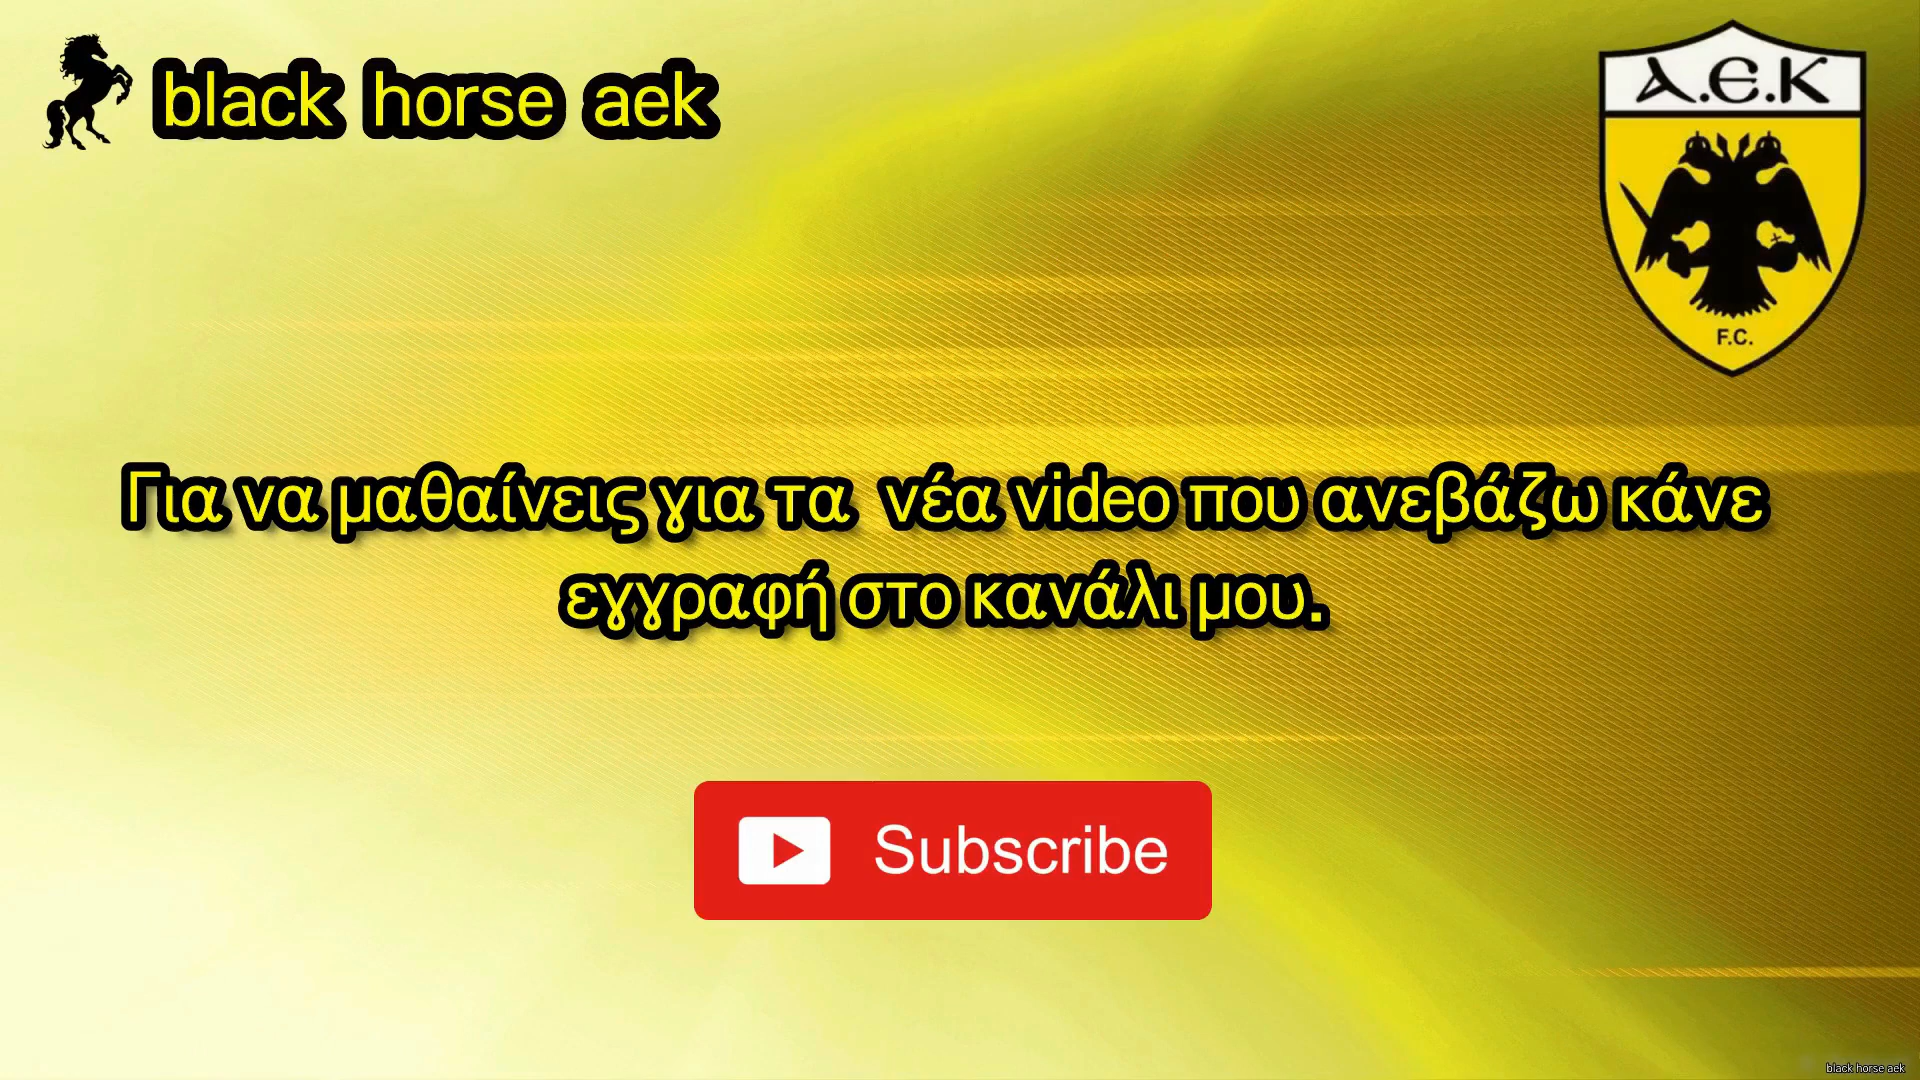 black horse aek
Α.Ε.Κ
F.C.
Για να μαθαίνεις για τα νέα video που ανεβάζω κάνε
εγγραφή στο κανάλι μου.
Subscribe
black horse aek